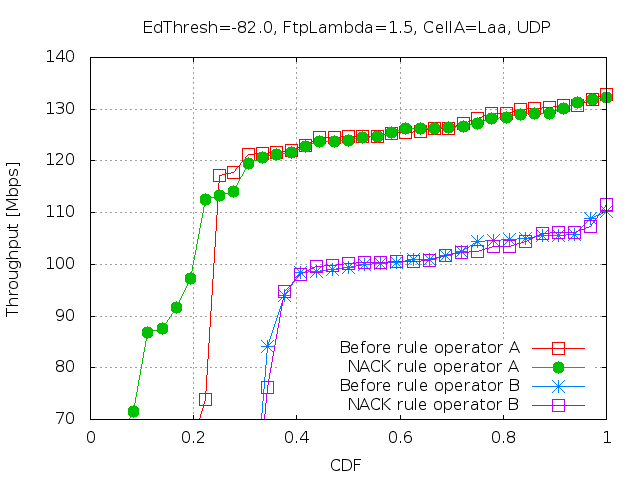 EdThresh=-82.0, FtpLambda=1.5, CellA=Laa, UDP
140
130
120
110
100
90
80
70
Throughput [Mbps]
Before rule operator A
NACK rule operator A
Before rule operator B
NACK rule operator B
0
0.2
0.4
0.6
0.8
1
CDF